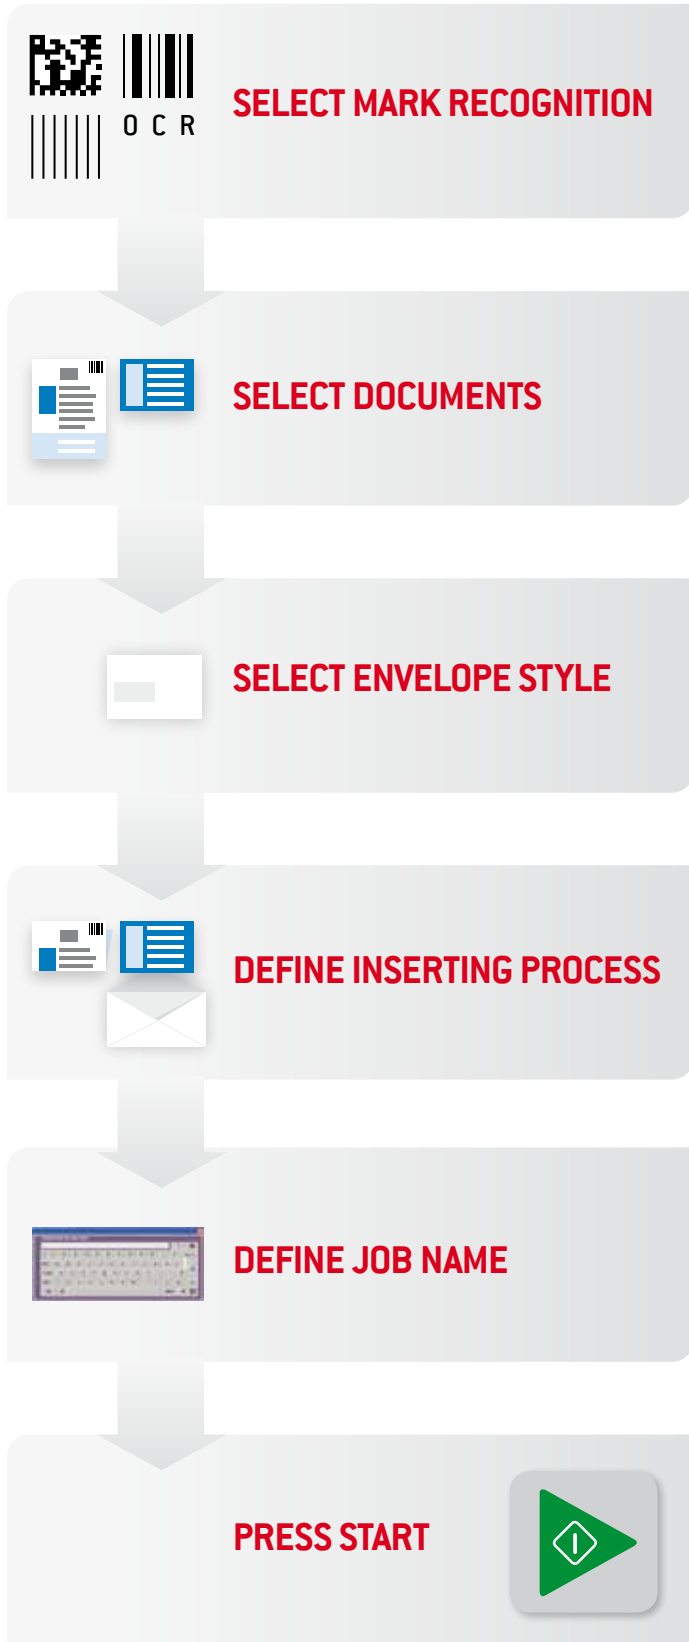 OCR
SELECT MARK RECOGNITION
SELECT DOCUMENTS
SELECT ENVELOPE STYLE
DEFINE INSERTING PROCESS
DEFINE JOB NAME
PRESS START